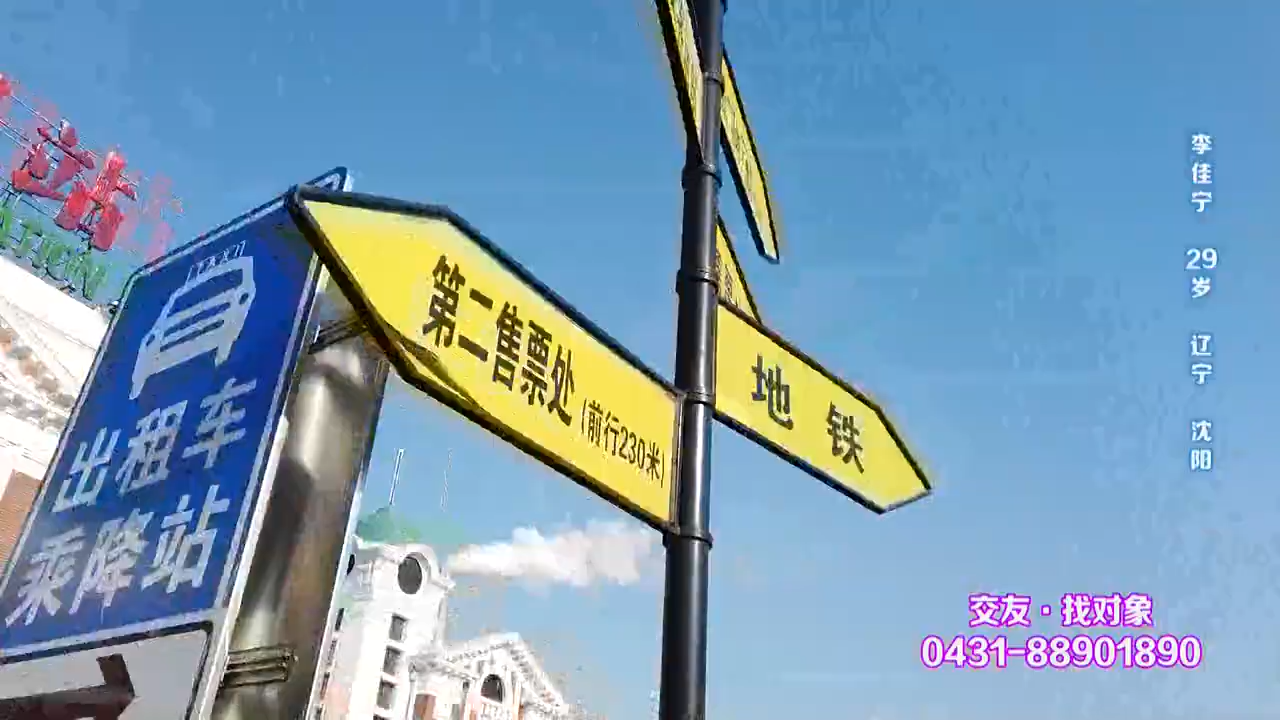 站
TAXI
出租车
乘降站
第二售票处(前行230米)
地 铁
李佳宁 29岁 辽宁 沈阳
交友·找对象
0431-88901890